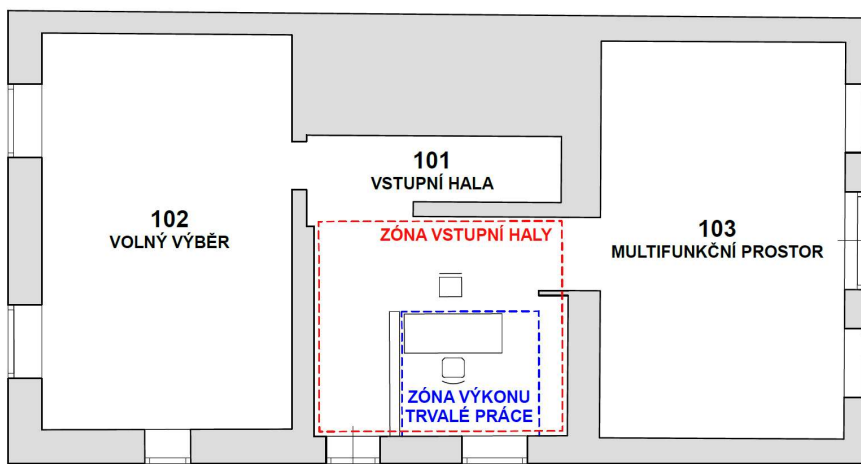 101
VSTUPNÍ HALA
102
VOLNÝ VÝBĚR
ZÓNA VSTUPNÍ HALY
103
MULTIFUNKČNÍ PROSTOR
ZÓNA VÝKONU
TRVALÉ PRÁCE